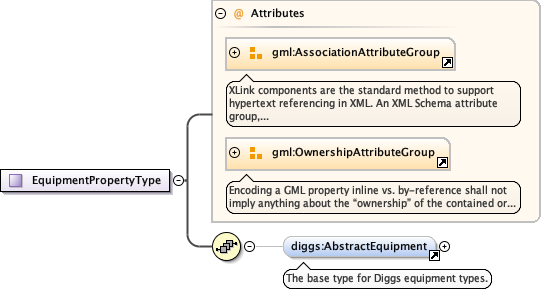 @ Attributes
gml:AssociationAttributeGroup
XLink components are the standard method to support
hypertext referencing in XML. An XML Schema attribute
group,...
gml:OwnershipAttributeGroup
Encoding a GML property inline vs. by-reference shall not
imply anything about the “ownership” of the contained or...
EquipmentPropertyType
diggs:AbstractEquipment
The base type for Diggs equipment types.